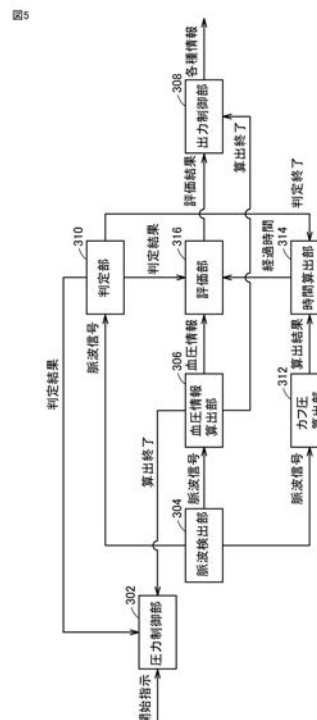 図5
開始指示
302
圧力制御部
判定結果
算出終了
脈波信号
脈波信号
脈波信号
304
脈波検出部
310
判定部
306
血圧情報
算出部
312
カフ圧
算出部
判定結果
血圧情報
算出結果
316
評価部
経過時間
314
時間算出部
判定終了
評価結果
算出終了
308
出力制御部
各種情報